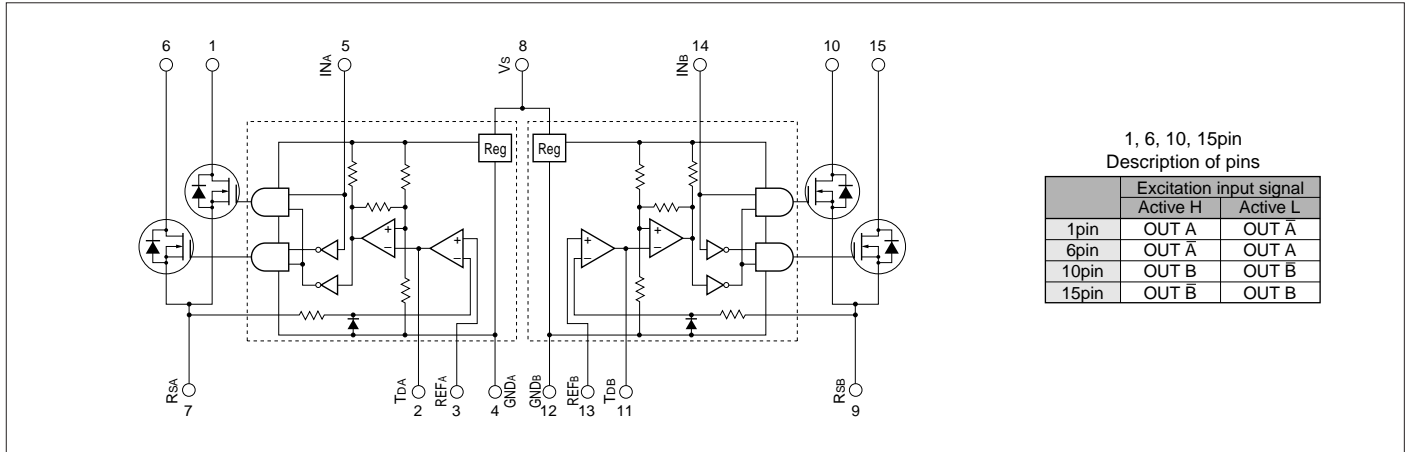 6 1 5 8 14 10 15
INA VS INB
Reg Reg
+ − + − + − + −
RSA TDA REFA GNDA GNDB REFB TDB RSB
7 2 3 4 12 13 11 9
1, 6, 10, 15pin
Description of pins
Excitation input signal
Active H Active L
1pin OUT A OUT A̅
6pin OUT A̅ OUT A
10pin OUT B OUT B̅
15pin OUT B̅ OUT B